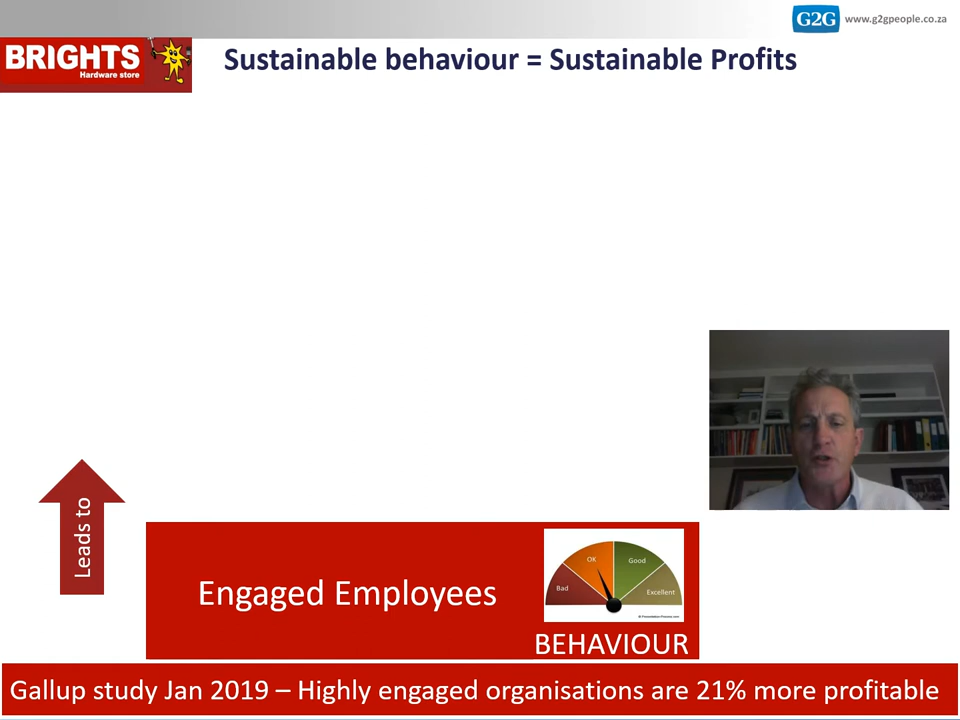 G2G www.g2gpeople.co.za
BRIGHTS
Hardware store
Sustainable behaviour = Sustainable Profits
Leads to
Engaged Employees
Bad
OK
Good
Excellent
BEHAVIOUR
Gallup study Jan 2019 – Highly engaged organisations are 21% more profitable